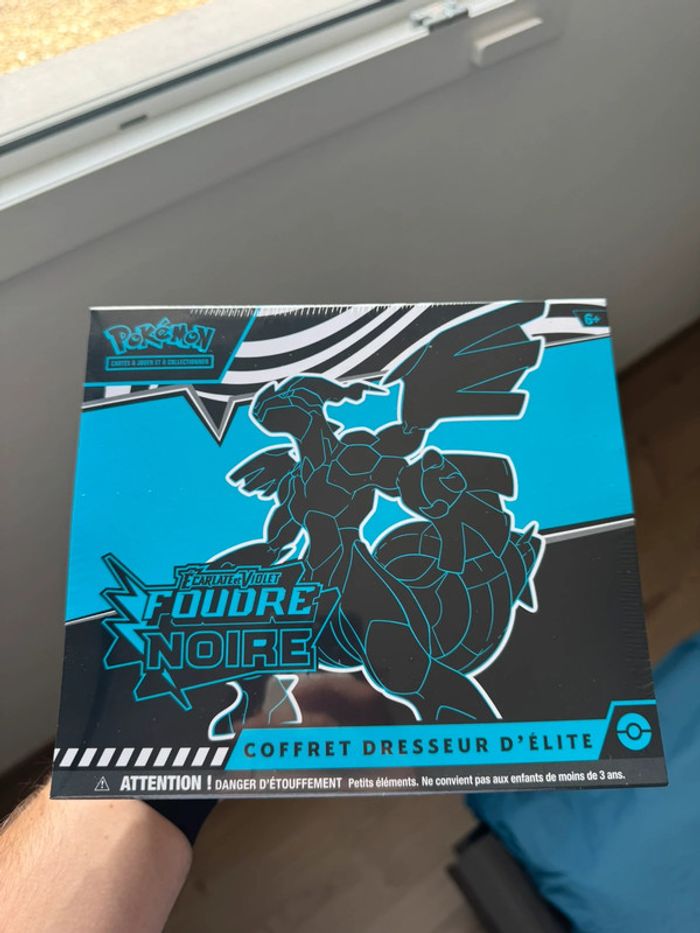 POKÉMON
CARTES À JOUER ET À COLLECTIONNER
6+
ÉCARLATE ET VIOLET
FOUDRE
NOIRE
COFFRET DRESSEUR D'ÉLITE
⚠ ATTENTION ! DANGER D'ÉTOUFFEMENT Petits éléments. Ne convient pas aux enfants de moins de 3 ans.